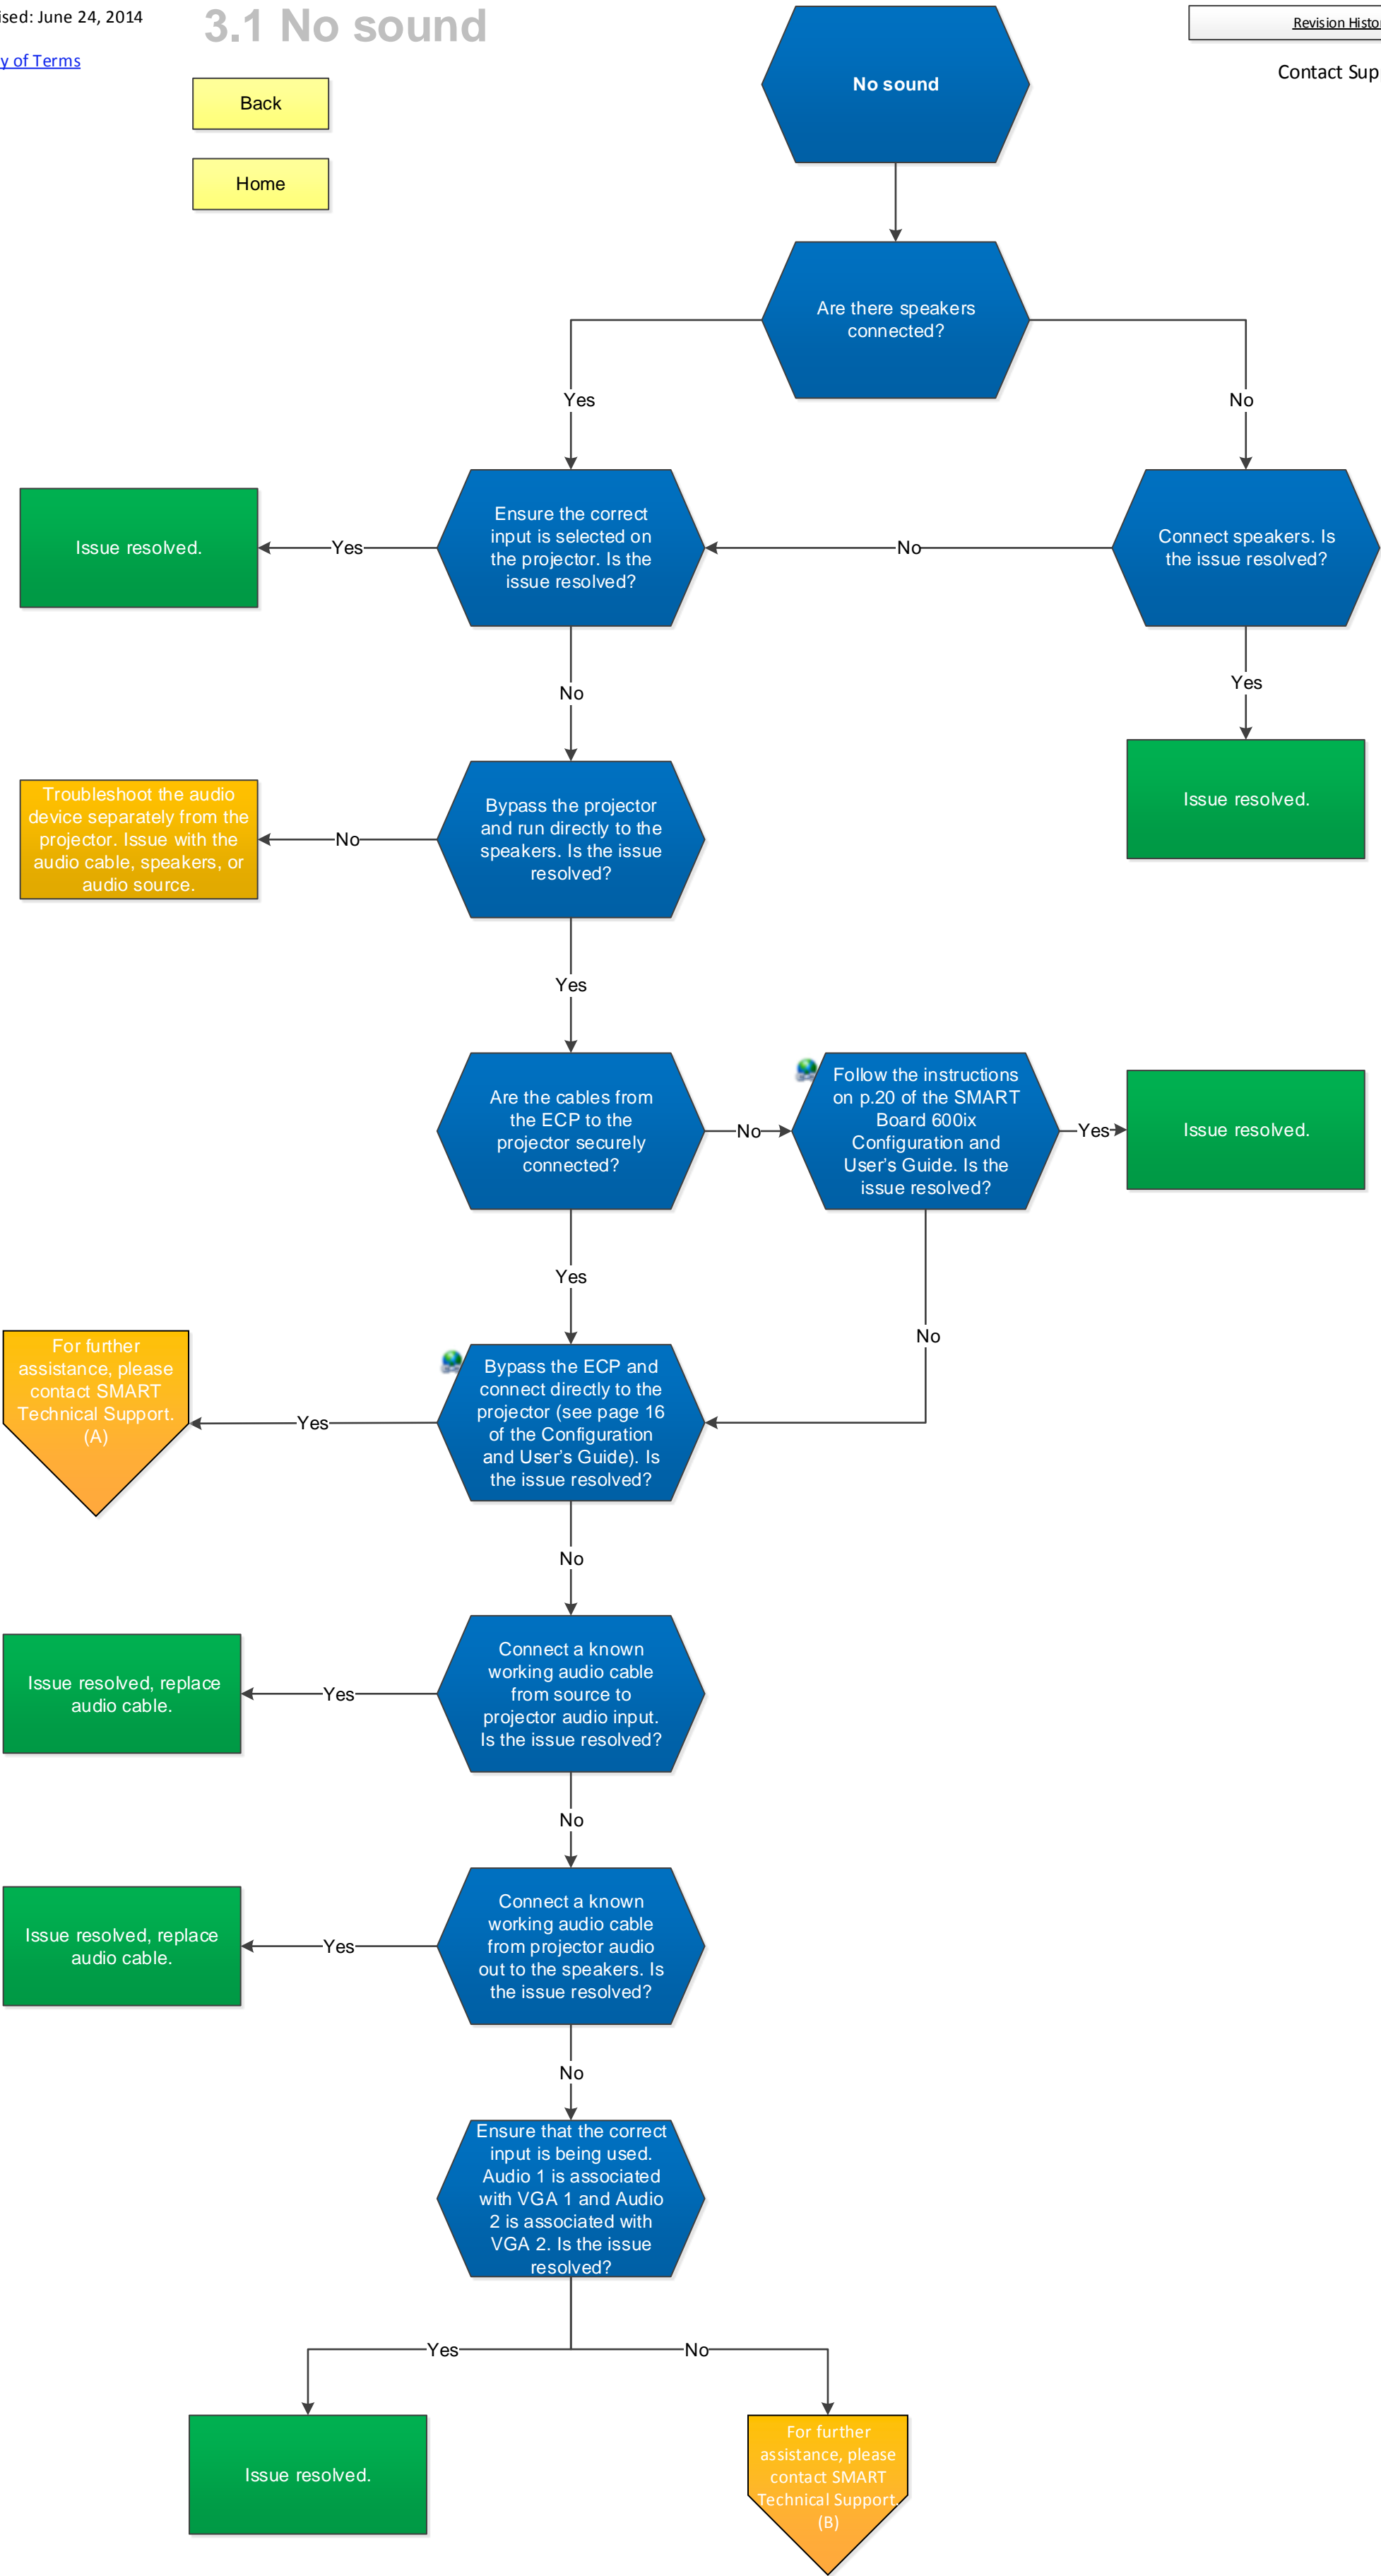 ised: June 24, 2014
3.1 No sound
Revision Histo
y of Terms
Contact Sup
Back
Home
No sound
Are there speakers
connected?
Yes
No
Issue resolved.
Yes
Ensure the correct
input is selected on
the projector. Is the
issue resolved?
No
Connect speakers. Is
the issue resolved?
No
Yes
Issue resolved.
Troubleshoot the audio
device separately from the
projector. Issue with the
audio cable, speakers, or
audio source.
No
Bypass the projector
and run directly to the
speakers. Is the issue
resolved?
Yes
Are the cables from
the ECP to the
projector securely
connected?
No
Follow the instructions
on p.20 of the SMART
Board 600ix
Configuration and
User's Guide. Is the
issue resolved?
Yes
Issue resolved.
Yes
No
For further
assistance, please
contact SMART
Technical Support.
(A)
Yes
Bypass the ECP and
connect directly to the
projector (see page 16
of the Configuration
and User's Guide). Is
the issue resolved?
No
Issue resolved, replace
audio cable.
Yes
Connect a known
working audio cable
from source to
projector audio input.
Is the issue resolved?
No
Issue resolved, replace
audio cable.
Yes
Connect a known
working audio cable
from projector audio
out to the speakers. Is
the issue resolved?
No
Ensure that the correct
input is being used.
Audio 1 is associated
with VGA 1 and Audio
2 is associated with
VGA 2. Is the issue
resolved?
Yes
No
Issue resolved.
For further
assistance, please
contact SMART
Technical Support.
(B)